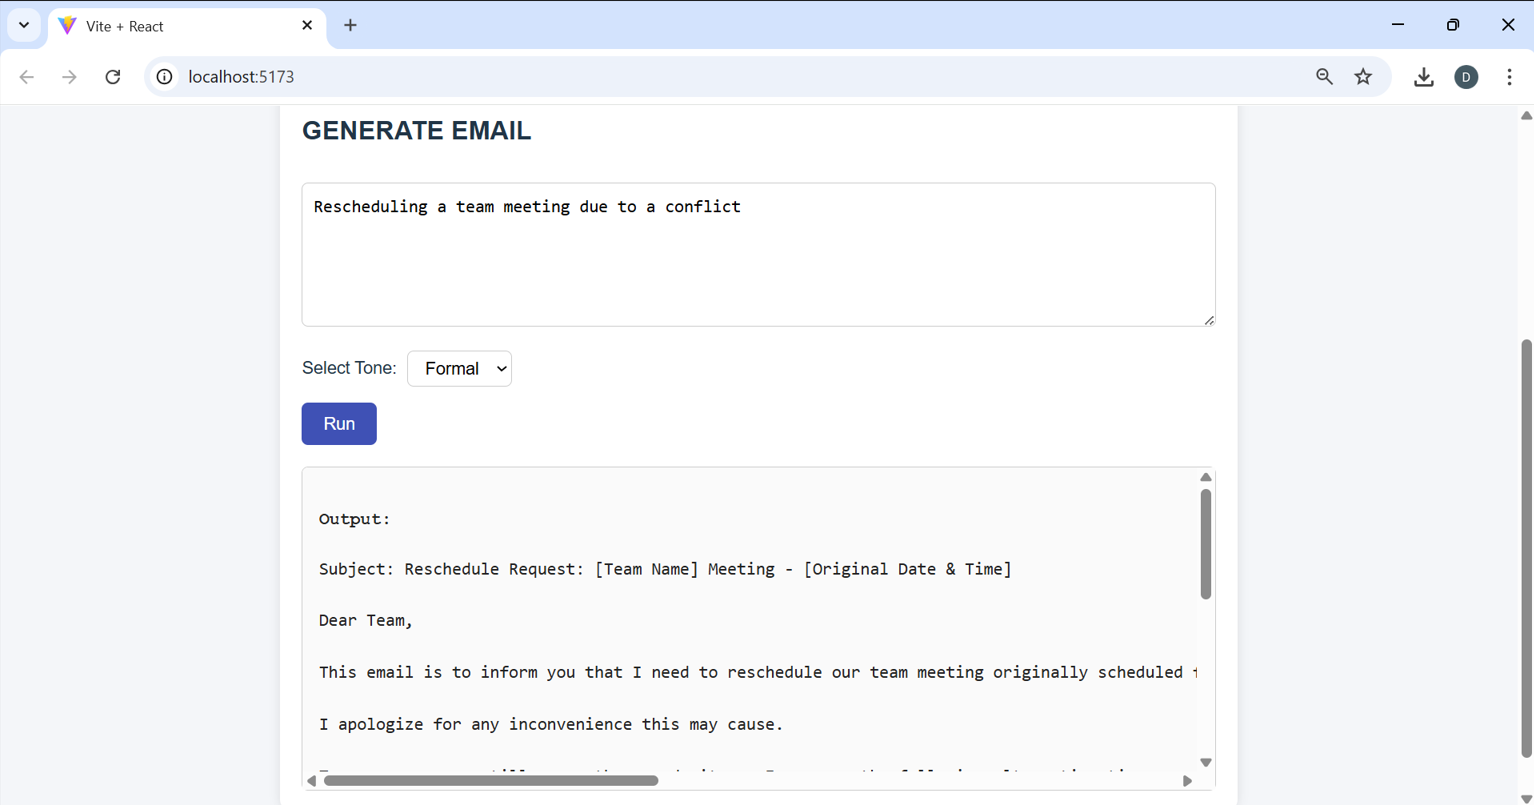 Vite + React
localhost:5173
D
GENERATE EMAIL
Rescheduling a team meeting due to a conflict
Select Tone: Formal
Run
Output:
Subject: Reschedule Request: [Team Name] Meeting - [Original Date & Time]
Dear Team,
This email is to inform you that I need to reschedule our team meeting originally scheduled
I apologize for any inconvenience this may cause.